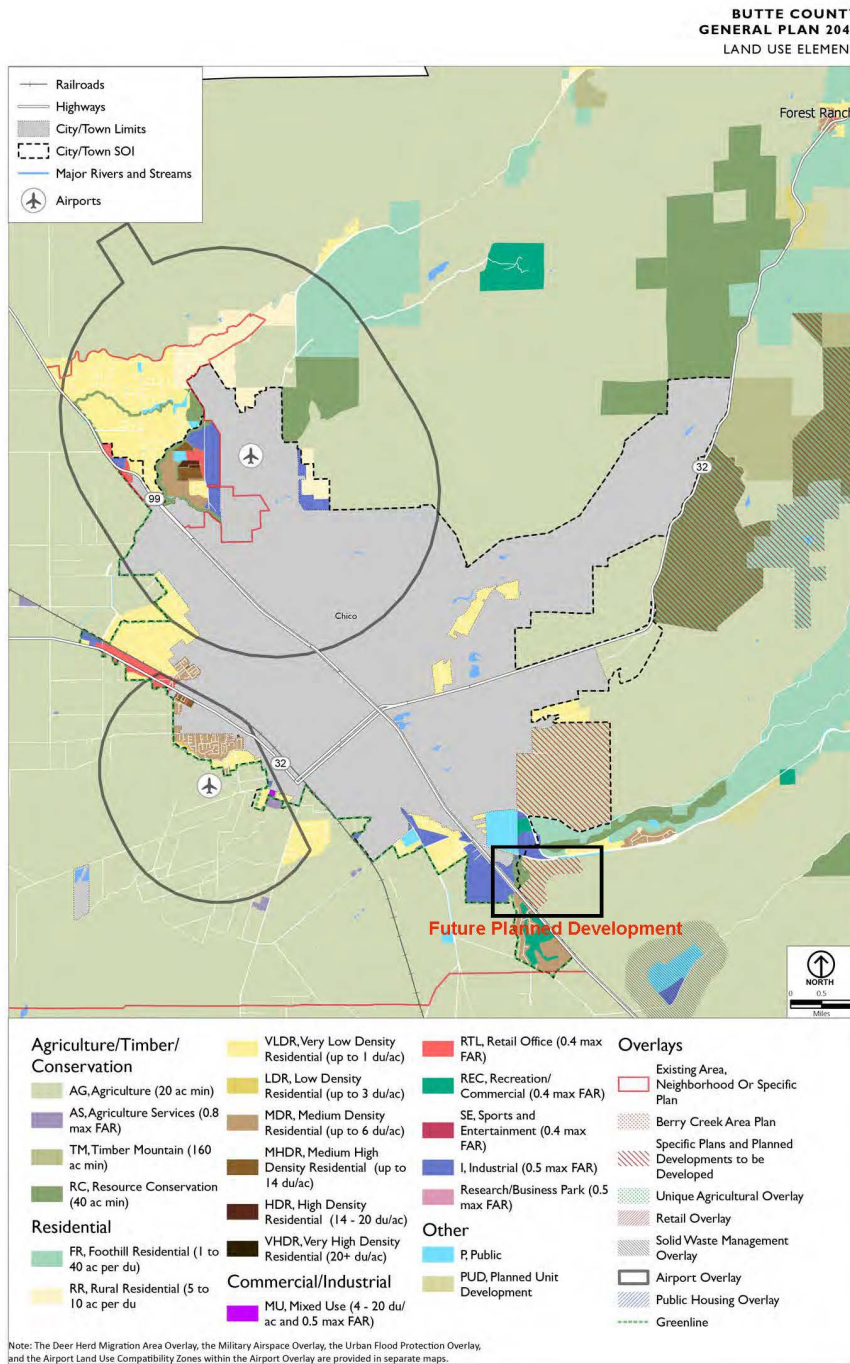 BUTTE COUNTY
GENERAL PLAN 204
LAND USE ELEMEN
Railroads
Highways
City/Town Limits
City/Town SOI
Major Rivers and Streams
Airports
Forest Ranch
99
32
Chico
32
Future Planned Development
NORTH
0 0.5
Miles
Agriculture/Timber/
Conservation
AG, Agriculture (20 ac min)
AS, Agriculture Services (0.8
max FAR)
TM, Timber Mountain (160
ac min)
RC, Resource Conservation
(40 ac min)
Residential
FR, Foothill Residential (1 to
40 ac per du)
RR, Rural Residential (5 to
10 ac per du
VLDR, Very Low Density
Residential (up to 1 du/ac)
LDR, Low Density
Residential (up to 3 du/ac)
MDR, Medium Density
Residential (up to 6 du/ac)
MHDR, Medium High
Density Residential (up to
14 du/ac)
HDR, High Density
Residential (14 - 20 du/ac)
VHDR, Very High Density
Residential (20+ du/ac)
Commercial/Industrial
MU, Mixed Use (4 - 20 du/
ac and 0.5 max FAR)
RTL, Retail Office (0.4 max
FAR)
REC, Recreation/
Commercial (0.4 max FAR)
SE, Sports and
Entertainment (0.4 max
FAR)
I, Industrial (0.5 max FAR)
Research/Business Park (0.5
max FAR)
Other
P, Public
PUD, Planned Unit
Development
Overlays
Existing Area,
Neighborhood Or Specific
Plan
Berry Creek Area Plan
Specific Plans and Planned
Developments to be
Developed
Unique Agricultural Overlay
Retail Overlay
Solid Waste Management
Overlay
Airport Overlay
Public Housing Overlay
Greenline
Note: The Deer Herd Migration Area Overlay, the Military Airspace Overlay, the Urban Flood Protection Overlay,
and the Airport Land Use Compatibility Zones within the Airport Overlay are provided in separate maps.